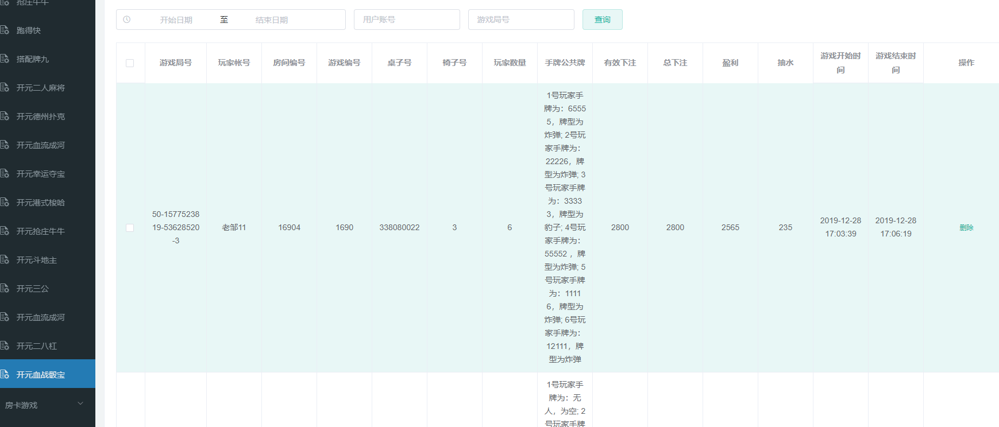 抢庄牛牛
跑得快
搭配牌九
开元二人麻将
开元德州扑克
开元血流成河
开元幸运夺宝
开元港式梭哈
开元抢庄牛牛
开元斗地主
开元三公
开元血流成河
开元二八杠
开元血战骰宝
房卡游戏
开始日期 至 结束日期 用户账号 游戏局号 查询
游戏局号 玩家帐号 房间编号 游戏编号 桌子号 椅子号 玩家数量 手牌公共牌 有效下注 总下注 盈利 抽水 游戏开始时 游戏结束时 操作
间 间
50-15775238
19-53628520
-3
老邹11
16904
1690
338080022
3
6
1号玩家手
牌为：6555
5，牌型为
炸弹; 2号玩
家手牌为：
22226，牌
型为炸弹; 3
号玩家手牌
为：3333
3，牌型为
豹子; 4号玩
家手牌为：
55552 ，牌
型为炸弹; 5
号玩家手牌
为：1111
6，牌型为
炸弹; 6号玩
家手牌为：
12111，牌
型为炸弹
2800
2800
2565
235
2019-12-28
17:03:39
2019-12-28
17:06:19
删除
1号玩家手
牌为：无
人，为空; 2
号玩家手牌